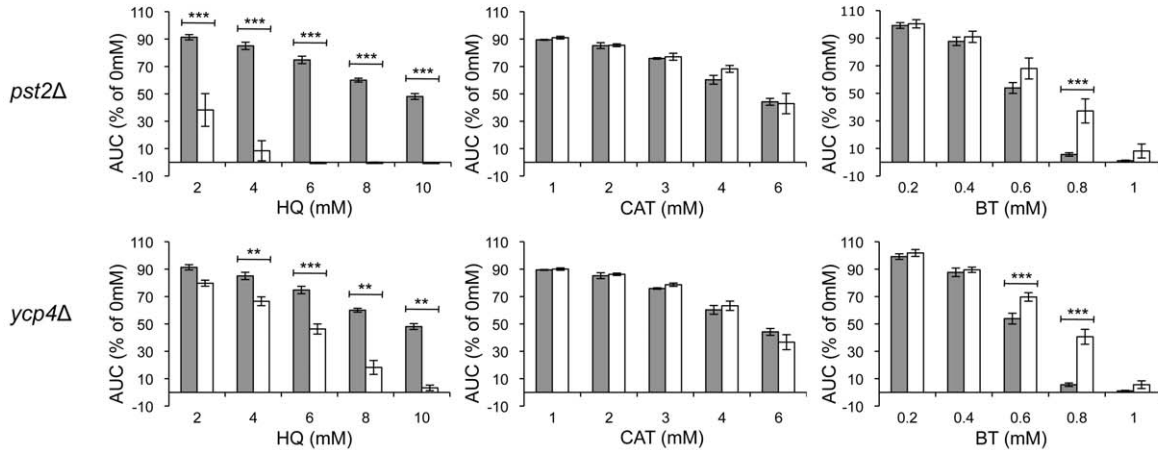 pst2Δ
AUC (% of 0mM)
110
90
70
50
30
10
-10
***
***
***
***
***
2 4 6 8 10
HQ (mM)
AUC (% of 0mM)
110
90
70
50
30
10
-10
1 2 3 4 6
CAT (mM)
AUC (% of 0mM)
110
90
70
50
30
10
-10
***
0.2 0.4 0.6 0.8 1
BT (mM)
ycp4Δ
AUC (% of 0mM)
110
90
70
50
30
10
-10
**
***
**
**
2 4 6 8 10
HQ (mM)
AUC (% of 0mM)
110
90
70
50
30
10
-10
1 2 3 4 6
CAT (mM)
AUC (% of 0mM)
110
90
70
50
30
10
-10
***
***
0.2 0.4 0.6 0.8 1
BT (mM)